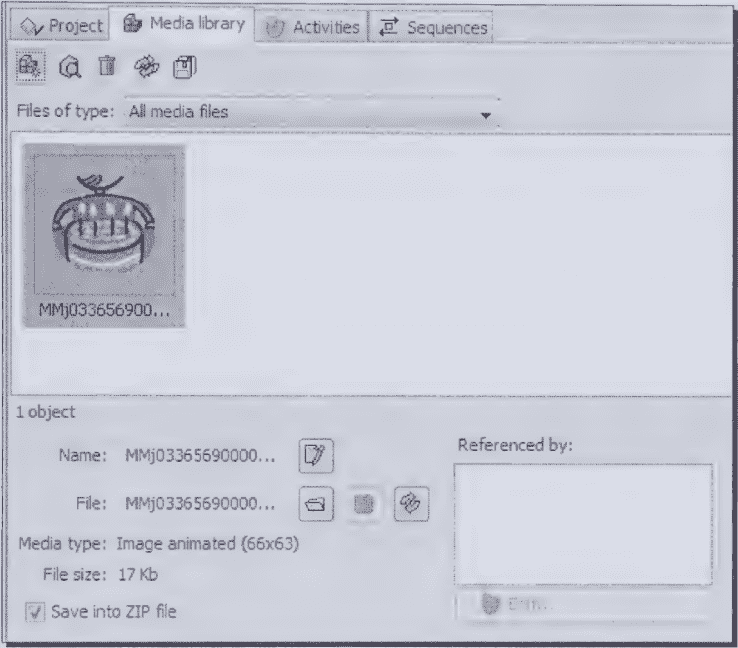 Project Media library Activities Sequences
Files of type: All media files
MMj033656900...
1 object
Name: MMj03365690000...
Referenced by:
File: MMj03365690000...
Media type: Image animated (66x63)
File size: 17 Kb
Save into ZIP file